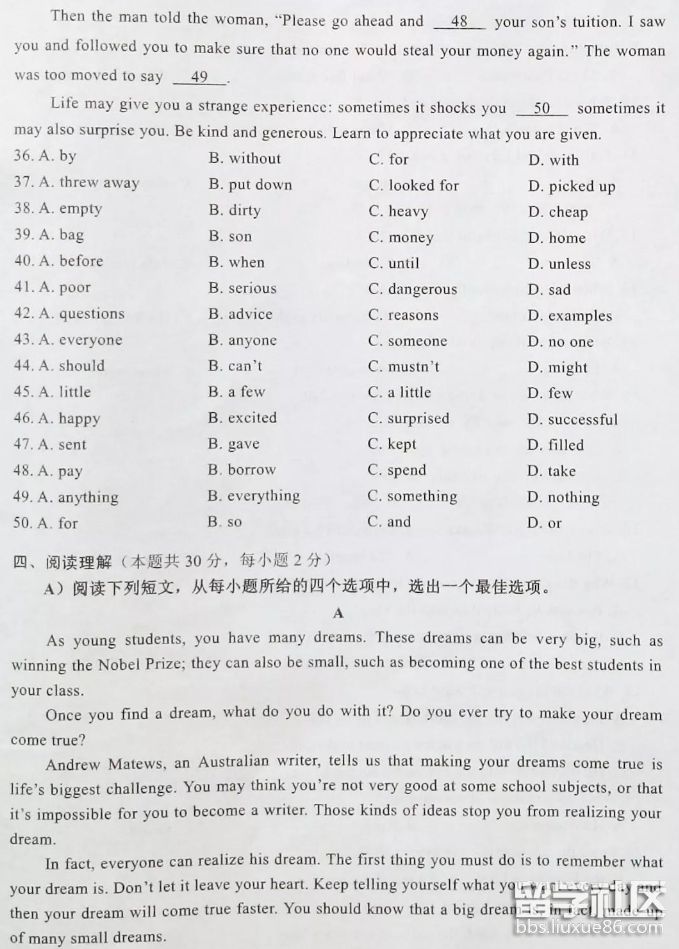 Then the man told the woman, “Please go ahead and 48 your son’s tuition. I saw
you and followed you to make sure that no one would steal your money again.” The woman
was too moved to say 49 .
Life may give you a strange experience: sometimes it shocks you 50 sometimes it
may also surprise you. Be kind and generous. Learn to appreciate what you are given.
36. A. by B. without C. for D. with
37. A. threw away B. put down C. looked for D. picked up
38. A. empty B. dirty C. heavy D. cheap
39. A. bag B. son C. money D. home
40. A. before B. when C. until D. unless
41. A. poor B. serious C. dangerous D. sad
42. A. questions B. advice C. reasons D. examples
43. A. everyone B. anyone C. someone D. no one
44. A. should B. can’t C. mustn’t D. might
45. A. little B. a few C. a little D. few
46. A. happy B. excited C. surprised D. successful
47. A. sent B. gave C. kept D. filled
48. A. pay B. borrow C. spend D. take
49. A. anything B. everything C. something D. nothing
50. A. for B. so C. and D. or
四、阅读理解（本题共 30 分，每小题 2 分）
A）阅读下列短文，从每小题所给的四个选项中，选出一个最佳选项。
A
As young students, you have many dreams. These dreams can be very big, such as
winning the Nobel Prize; they can also be small, such as becoming one of the best students in
your class.
Once you find a dream, what do you do with it? Do you ever try to make your dream
come true?
Andrew Matews, an Australian writer, tells us that making your dreams come true is
life’s biggest challenge. You may think you’re not very good at some school subjects, or that
it’s impossible for you to become a writer. Those kinds of ideas stop you from realizing your
dream.
In fact, everyone can realize his dream. The first thing you must do is to remember what
your dream is. Don’t let it leave your heart. Keep telling yourself what you want every day and
then your dream will come true faster. You should know that a big dream is, in fact, made up
of many small dreams.
留学社区
bbs.liuxue86.com